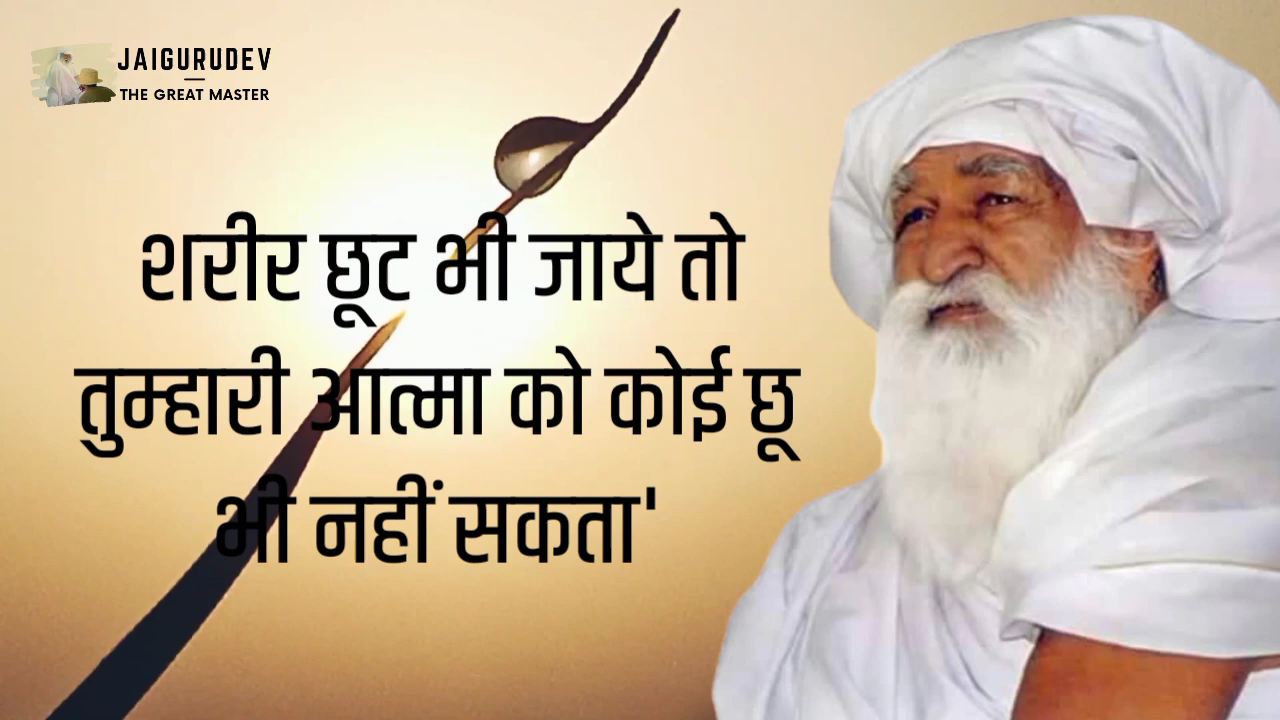 JAIGURUDEV
THE GREAT MASTER
शरीर छूट भी जाये तो
तुम्हारी आत्मा को कोई छू
भी नहीं सकता'